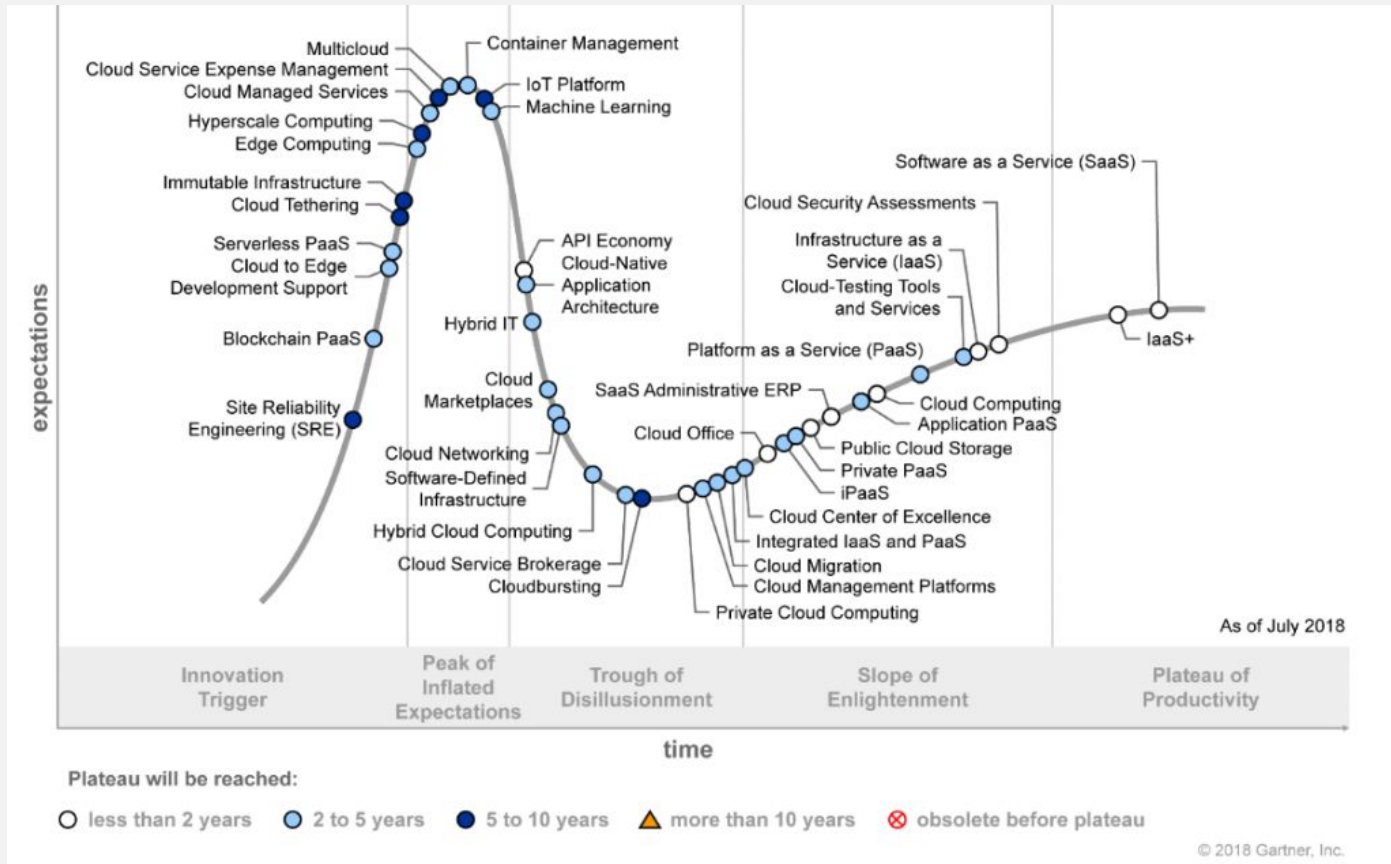 Multicloud
Container Management
Cloud Service Expense Management
IoT Platform
Cloud Managed Services
Machine Learning
Hyperscale Computing
Edge Computing
Immutable Infrastructure
Cloud Tethering
Serverless PaaS
Cloud to Edge
Development Support
Blockchain PaaS
Site Reliability
Engineering (SRE)
API Economy
Cloud-Native
Application
Architecture
Hybrid IT
Cloud
Marketplaces
Cloud Networking
Software-Defined
Infrastructure
Hybrid Cloud Computing
Cloud Service Brokerage
Cloudbursting
Software as a Service (SaaS)
Cloud Security Assessments
Infrastructure as a
Service (IaaS)
Cloud-Testing Tools
and Services
Platform as a Service (PaaS)
SaaS Administrative ERP
Cloud Office
IaaS+
Cloud Computing
Application PaaS
Public Cloud Storage
Private PaaS
iPaaS
Cloud Center of Excellence
Integrated IaaS and PaaS
Cloud Migration
Cloud Management Platforms
Private Cloud Computing
expectations
As of July 2018
Innovation
Trigger
Peak of
Inflated
Expectations
Trough of
Disillusionment
Slope of
Enlightenment
Plateau of
Productivity
time
Plateau will be reached:
less than 2 years
2 to 5 years
5 to 10 years
more than 10 years
obsolete before plateau
© 2018 Gartner, Inc.